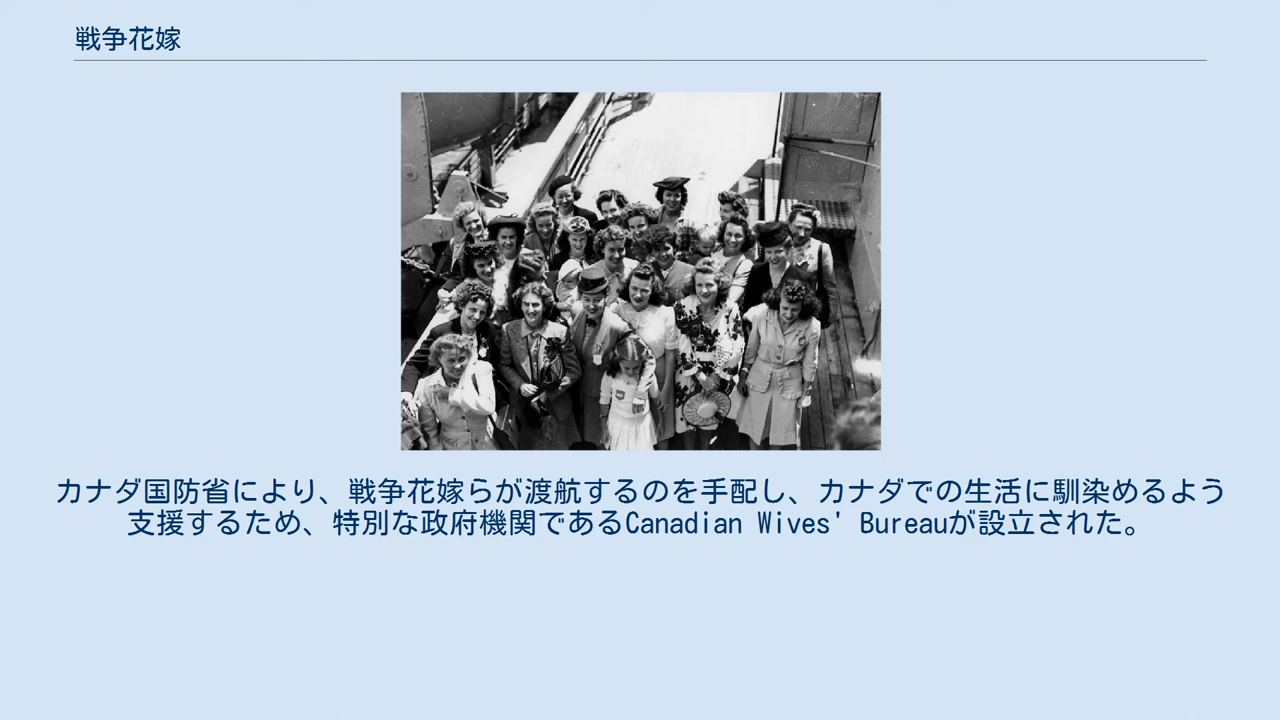 戦争花嫁
カナダ国防省により、戦争花嫁らが渡航するのを手配し、カナダでの生活に馴染めるよう
支援するため、特別な政府機関であるCanadian Wives' Bureauが設立された。